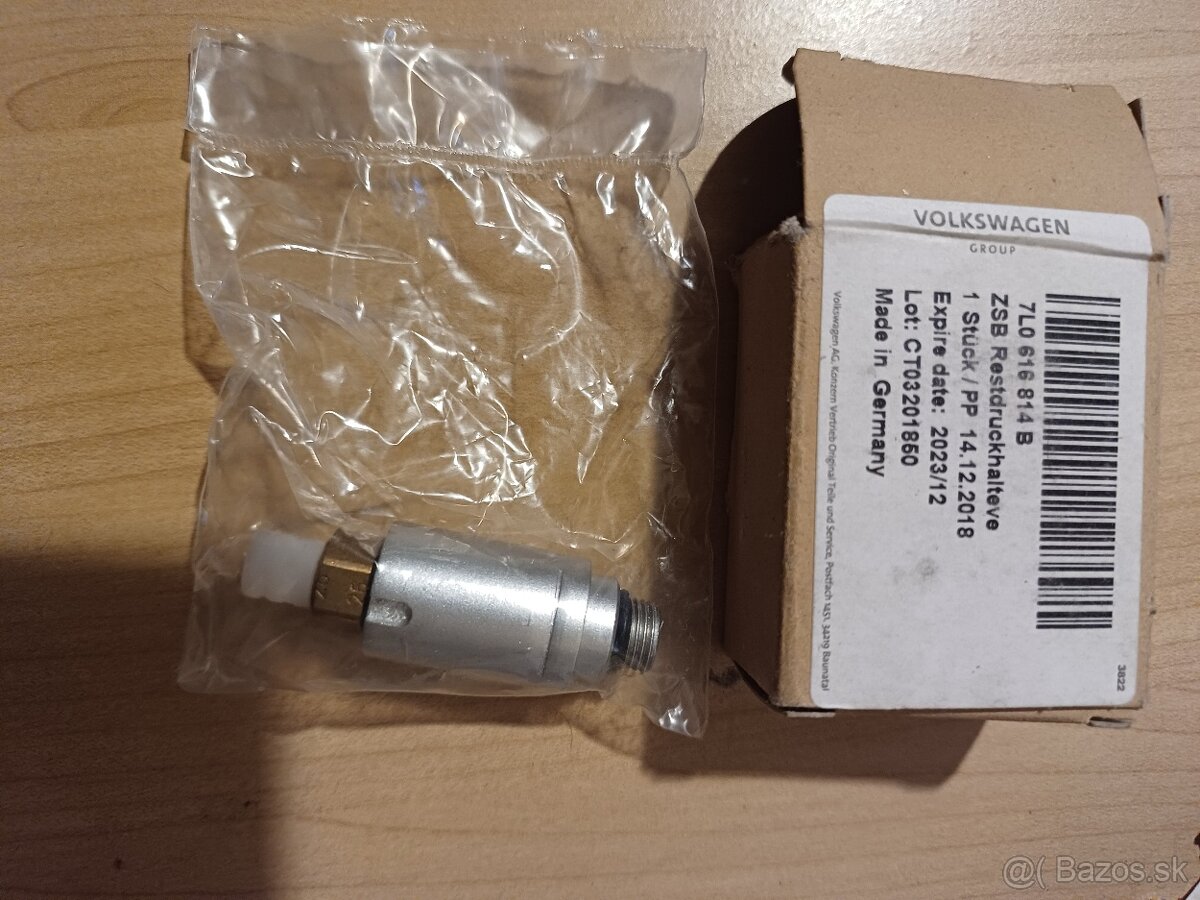 VOLKSWAGEN
GROUP
7L0 616 814 B
ZSB Restdruckhalteve
1 Stück / PP 14.12.2018
Expire date: 2023/12
Lot: CT03201860
Made in Germany
Volkswagen AG, Konzern Vertrieb Original Teile und Service, Postfach 1451, 34219 Baunatal
3822
@( Bazos.sk